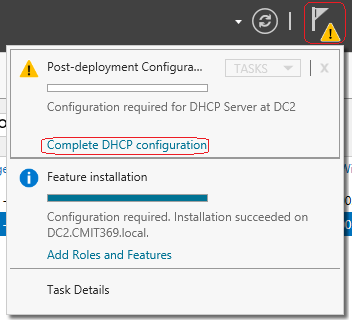 Post-deployment Configura...
TASKS
X
Configuration required for DHCP Server at DC2
Complete DHCP configuration
Feature installation
Configuration required. Installation succeeded on
DC2.CMIT369.local.
Add Roles and Features
Task Details